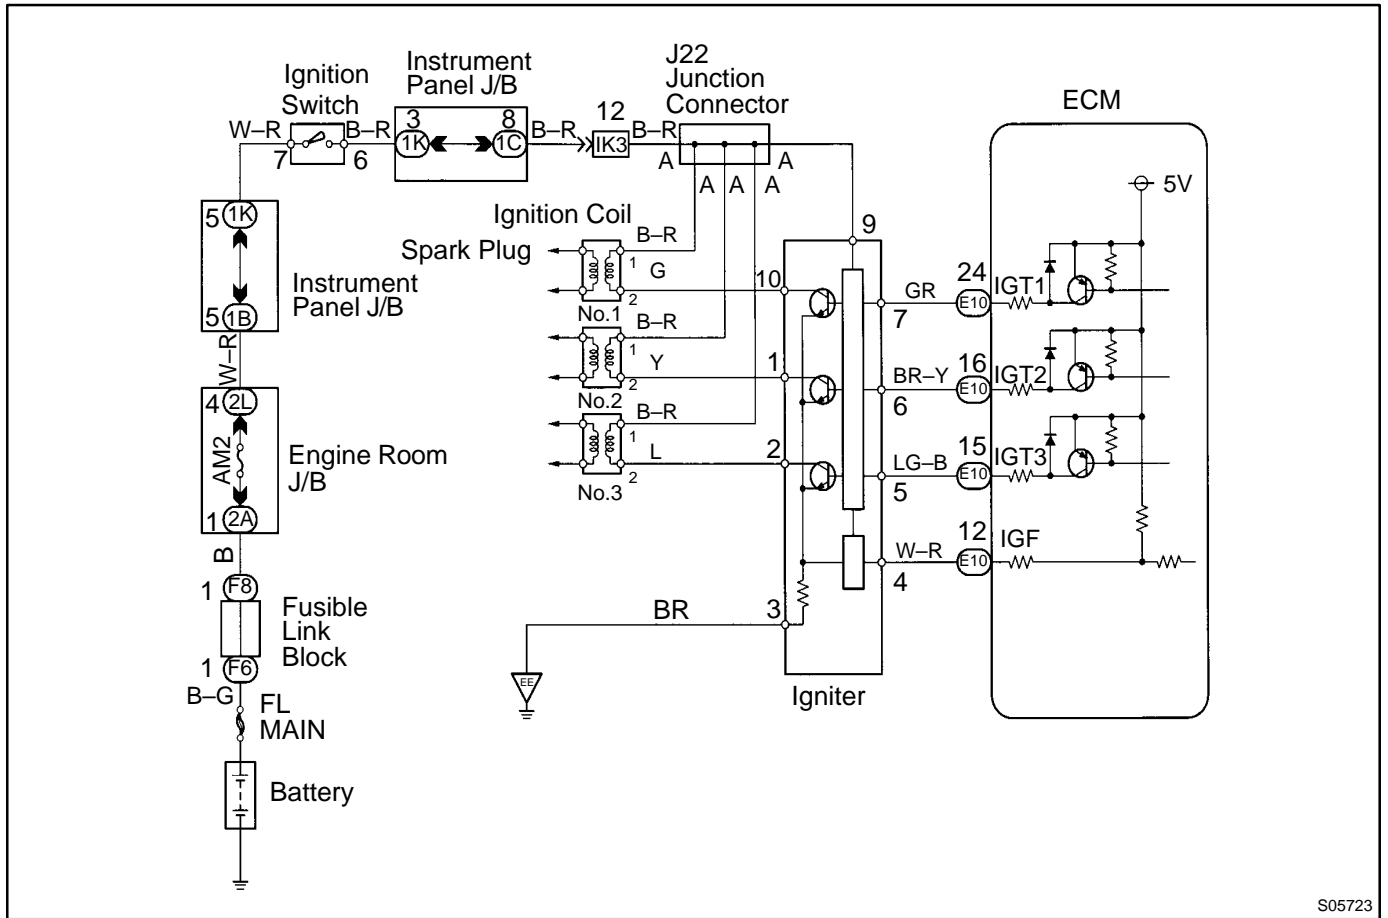 Ignition
Switch
Instrument
Panel J/B
J22
Junction
Connector
ECM
W–R
7
6
B–R
3
1K
8
1C
B–R
12
IK3
B–R
A
A
A
A
A
5V
5
1K
5
1B
Instrument
Panel J/B
W–R
4
2L
AM2
1
2A
Engine Room
J/B
B
1
F8
Fusible
Link
Block
1
F6
B–G
FL
MAIN
Battery
Ignition Coil
Spark Plug
B–R
1
G
2
No.1
B–R
1
Y
2
No.2
B–R
1
L
2
No.3
9
10
1
2
3
BR
EE
Igniter
7
GR
24
E10
IGT1
6
BR–Y
16
E10
IGT2
5
LG–B
15
E10
IGT3
4
W–R
12
E10
IGF
S05723